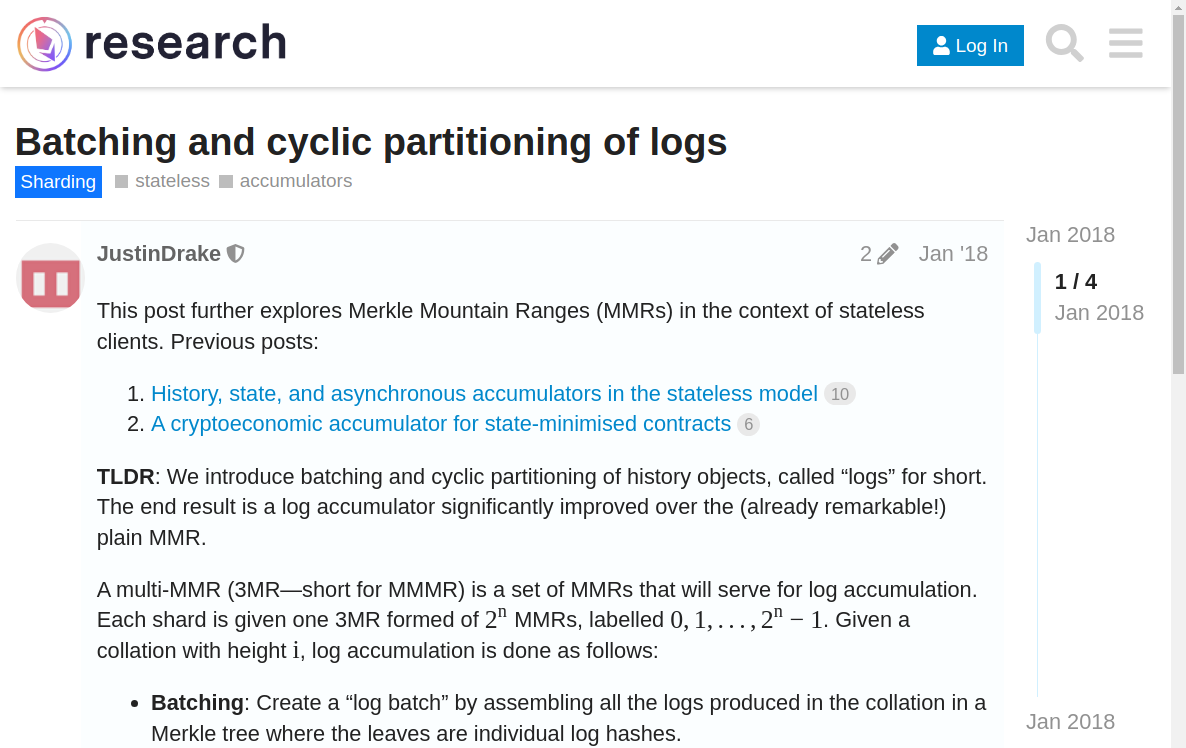 research
Log In
Batching and cyclic partitioning of logs
Sharding stateless accumulators
JustinDrake 2 Jan '18
This post further explores Merkle Mountain Ranges (MMRs) in the context of stateless
clients. Previous posts:
1. History, state, and asynchronous accumulators in the stateless model 10
2. A cryptoeconomic accumulator for state-minimised contracts 6
TLDR: We introduce batching and cyclic partitioning of history objects, called “logs” for short.
The end result is a log accumulator significantly improved over the (already remarkable!)
plain MMR.
A multi-MMR (3MR—short for MMMR) is a set of MMRs that will serve for log accumulation.
Each shard is given one 3MR formed of 2ⁿ MMRs, labelled 0, 1, . . . , 2ⁿ − 1. Given a
collation with height i, log accumulation is done as follows:
• Batching: Create a “log batch” by assembling all the logs produced in the collation in a
Merkle tree where the leaves are individual log hashes.
Jan 2018
1 / 4
Jan 2018
Jan 2018